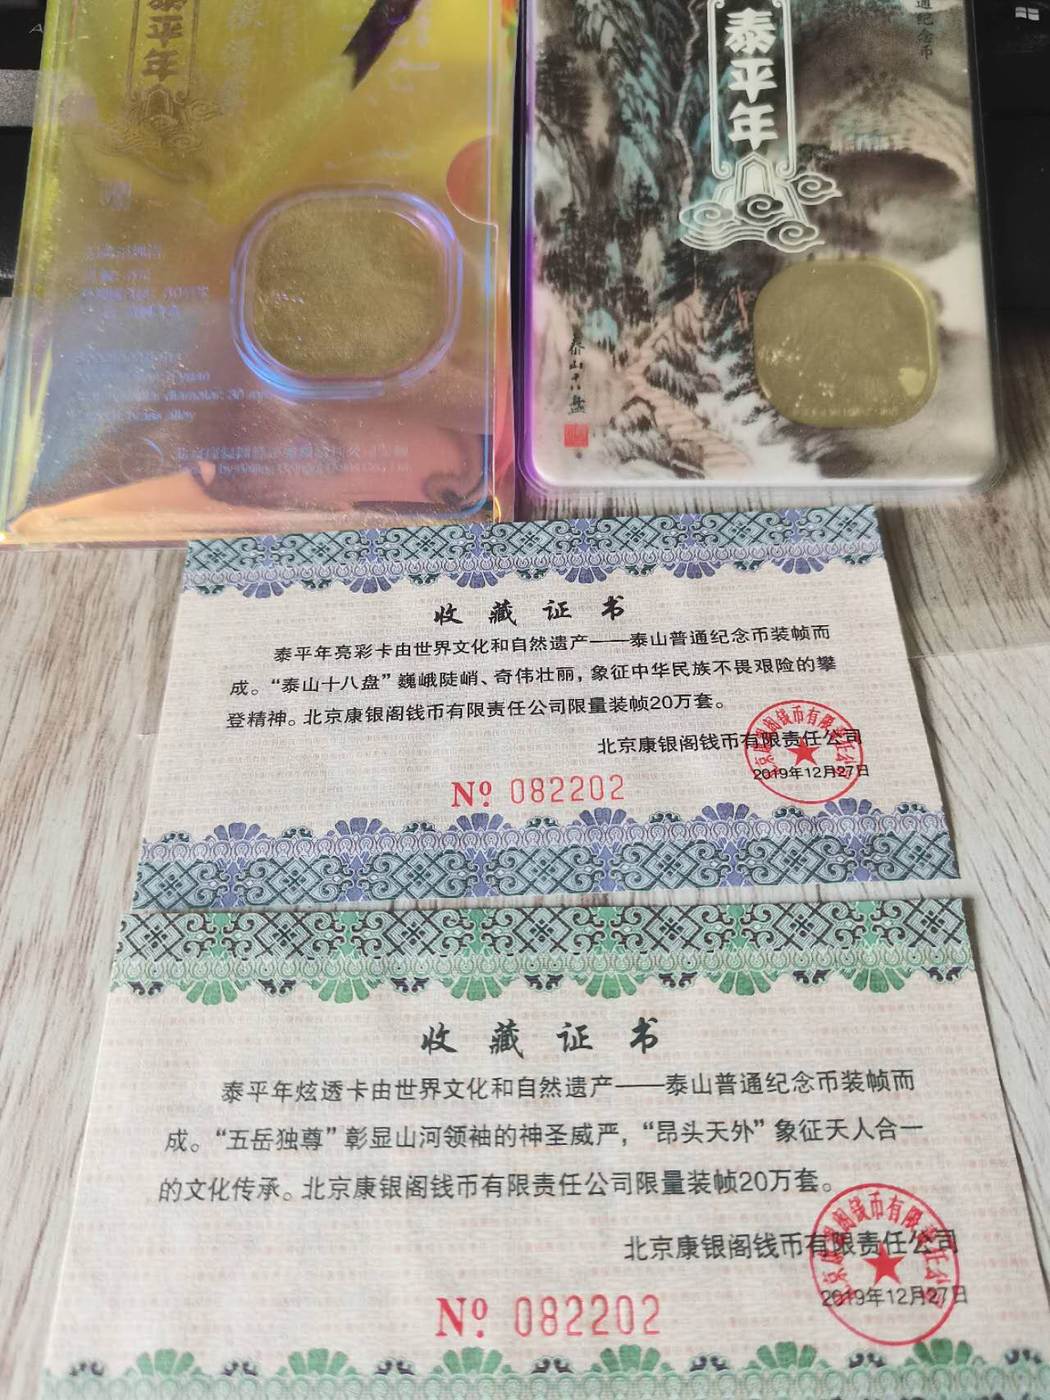 泰平年
泰平年
通纪念币
泰山十八盘
diameter: 30
alloy
收藏证书
泰平年亮彩卡由世界文化和自然遗产——泰山普通纪念币装帧而
成。“泰山十八盘”巍峨陡峭、奇伟壮丽，象征中华民族不畏艰险的攀
登精神。北京康银阁钱币有限责任公司限量装帧20万套。
北京康银阁钱币有限责任公司
2019年12月27日
Nº 082202
收藏证书
泰平年炫透卡由世界文化和自然遗产——泰山普通纪念币装帧而
成。“五岳独尊”彰显山河领袖的神圣威严，“昂头天外”象征天人合一
的文化传承。北京康银阁钱币有限责任公司限量装帧20万套。
北京康银阁钱币有限责任公司
2019年12月27日
Nº 082202